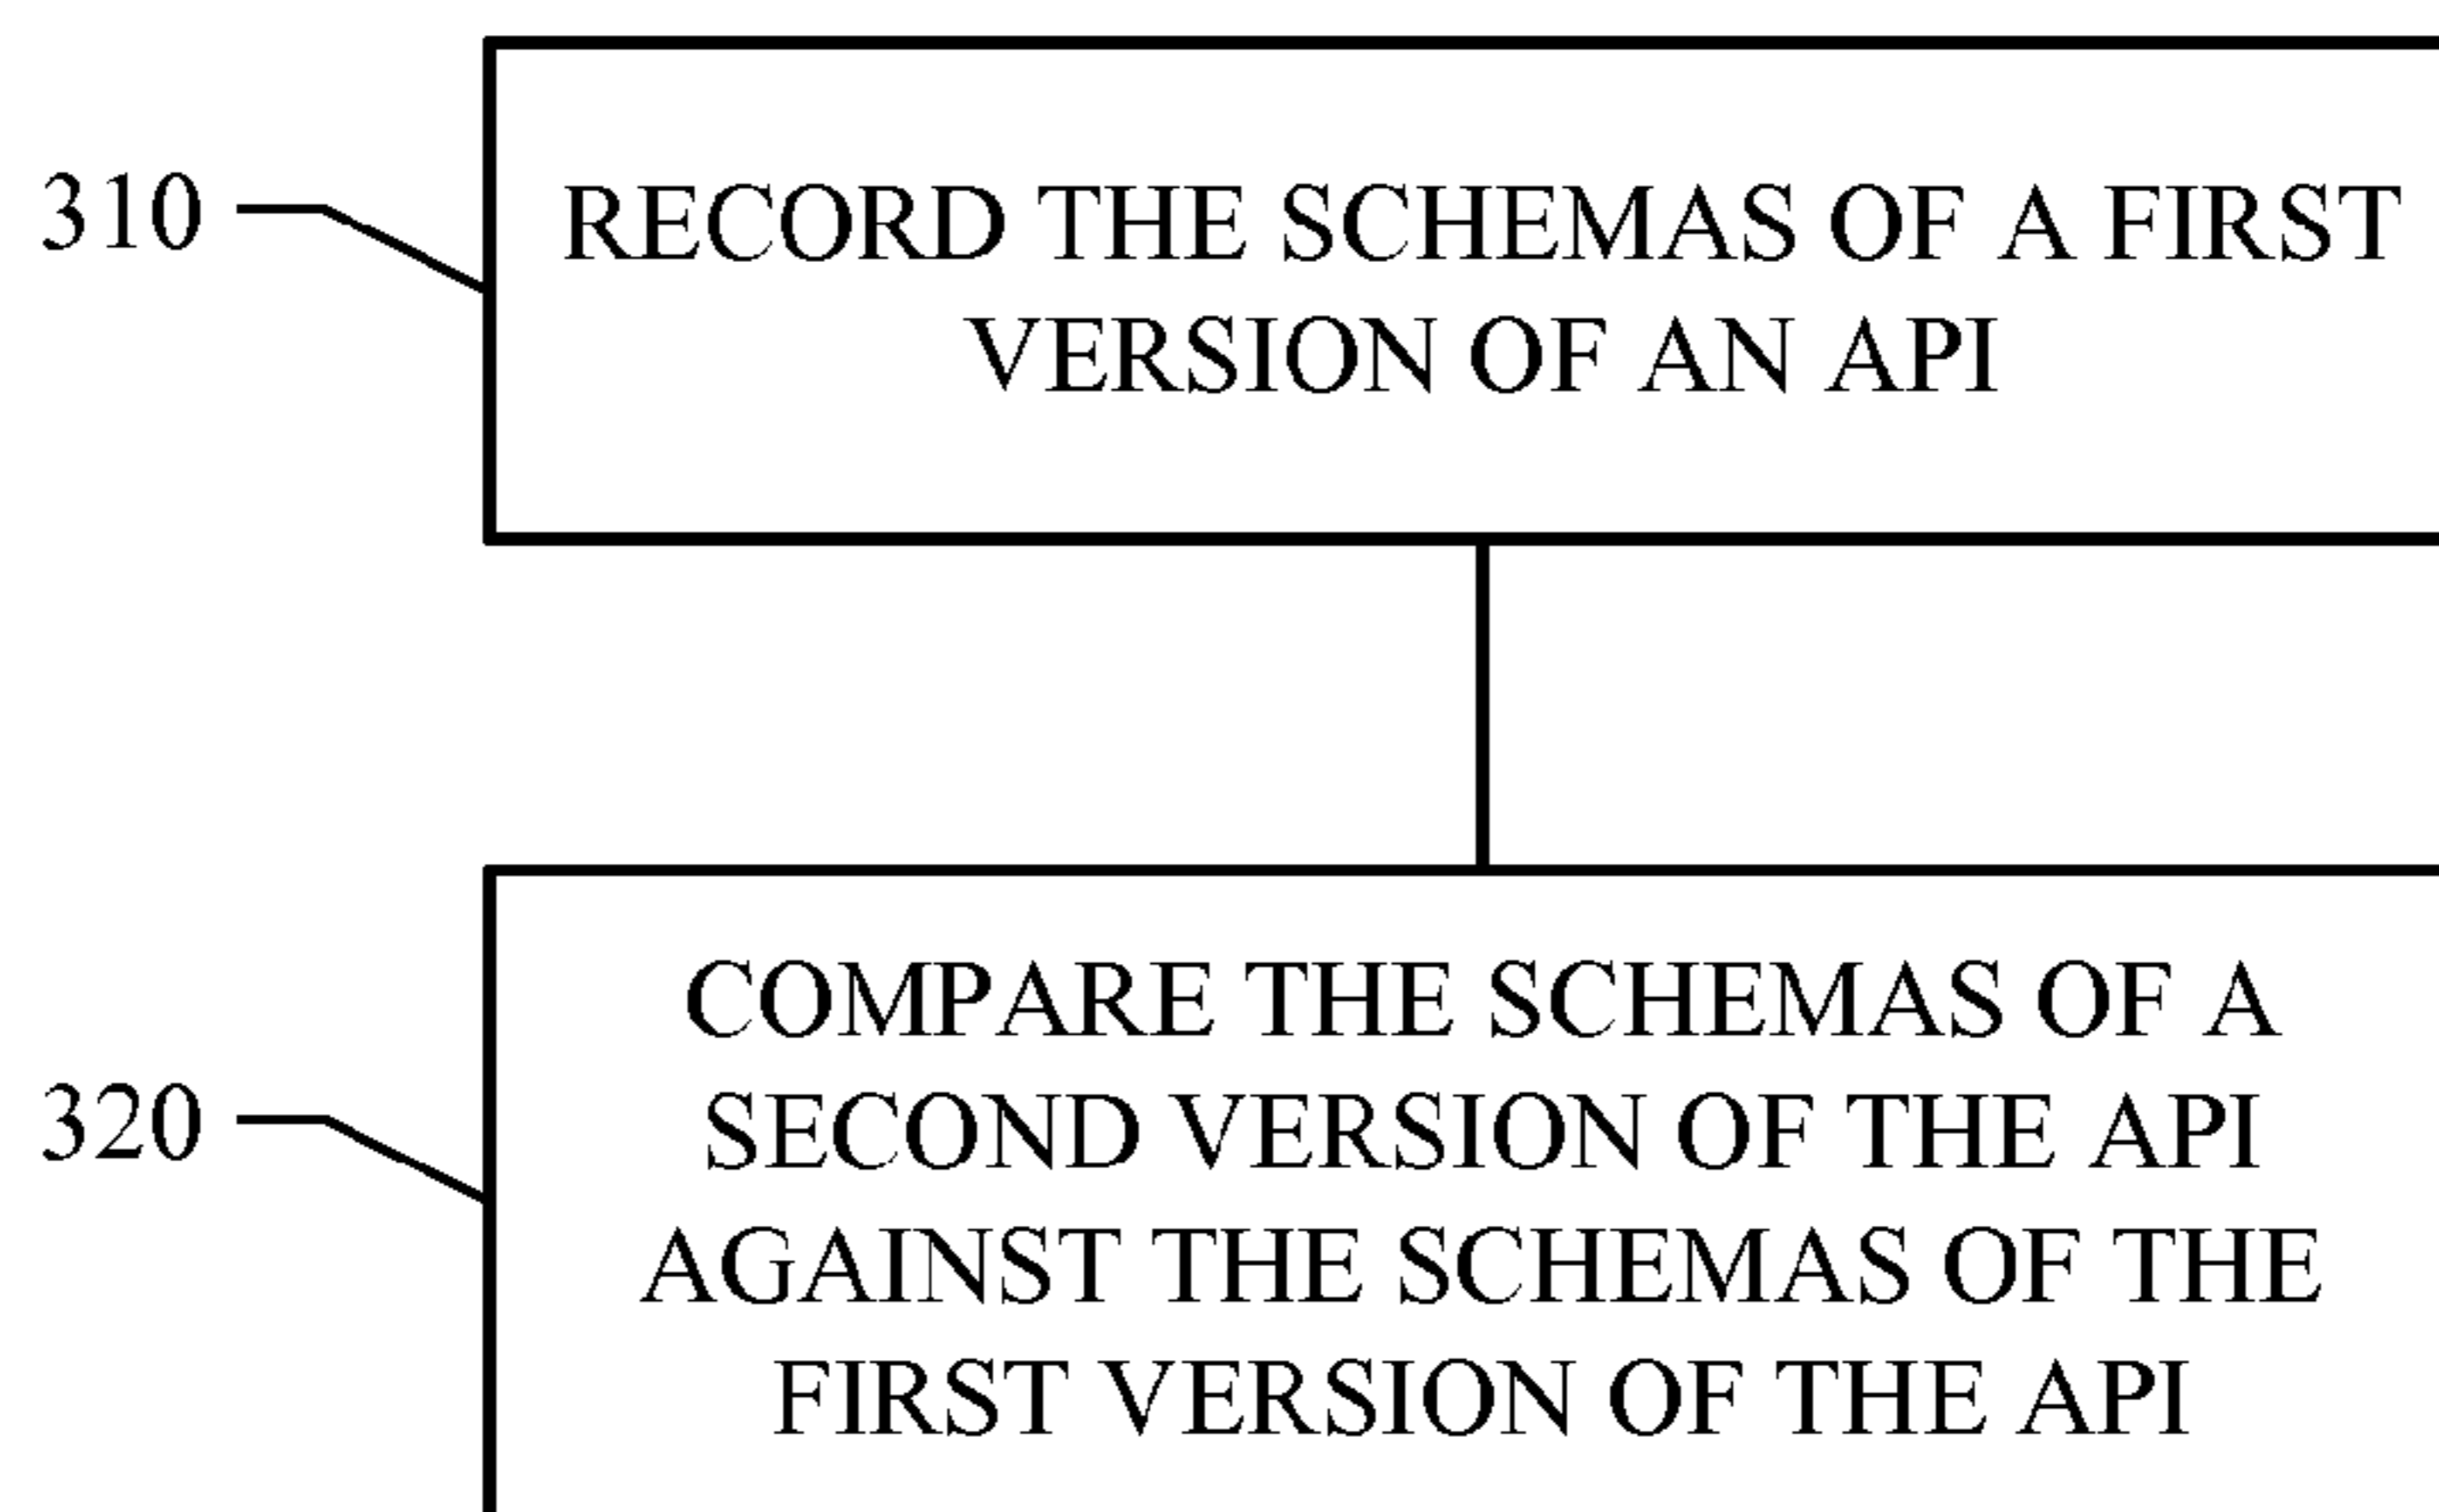 310
RECORD THE SCHEMAS OF A FIRST
VERSION OF AN API
320
COMPARE THE SCHEMAS OF A
SECOND VERSION OF THE API
AGAINST THE SCHEMAS OF THE
FIRST VERSION OF THE API